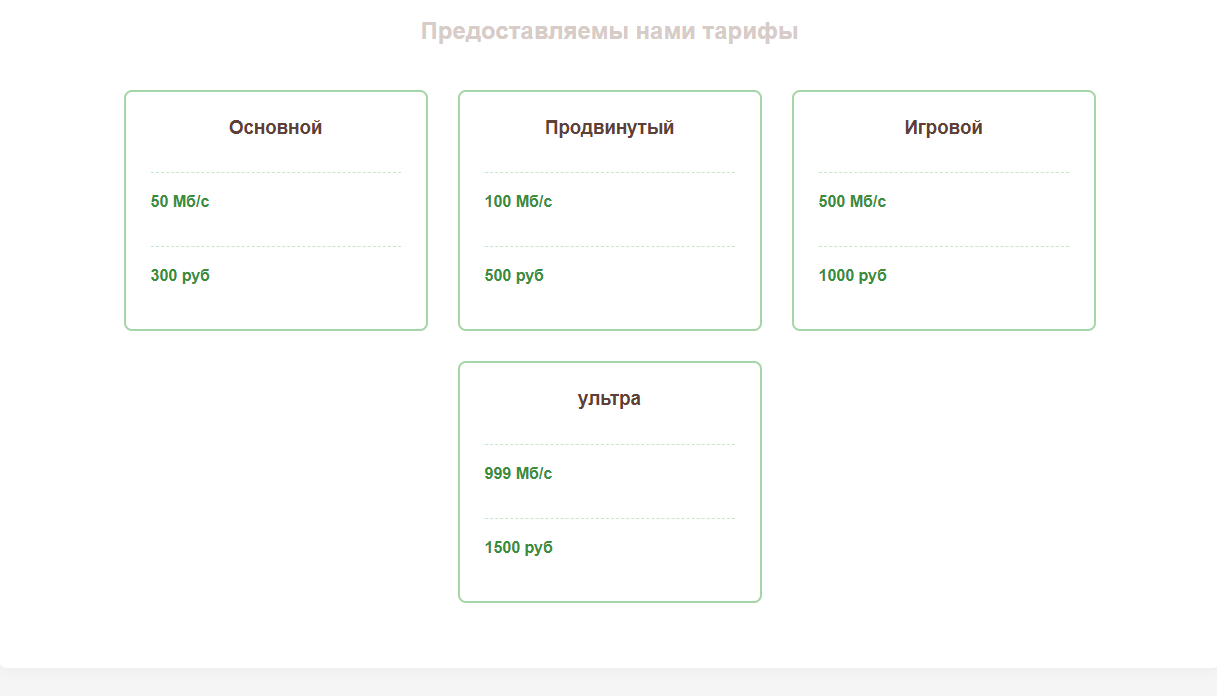 Предоставляемы нами тарифы
Основной
50 Мб/с
300 руб
Продвинутый
100 Мб/с
500 руб
Игровой
500 Мб/с
1000 руб
ультра
999 Мб/с
1500 руб